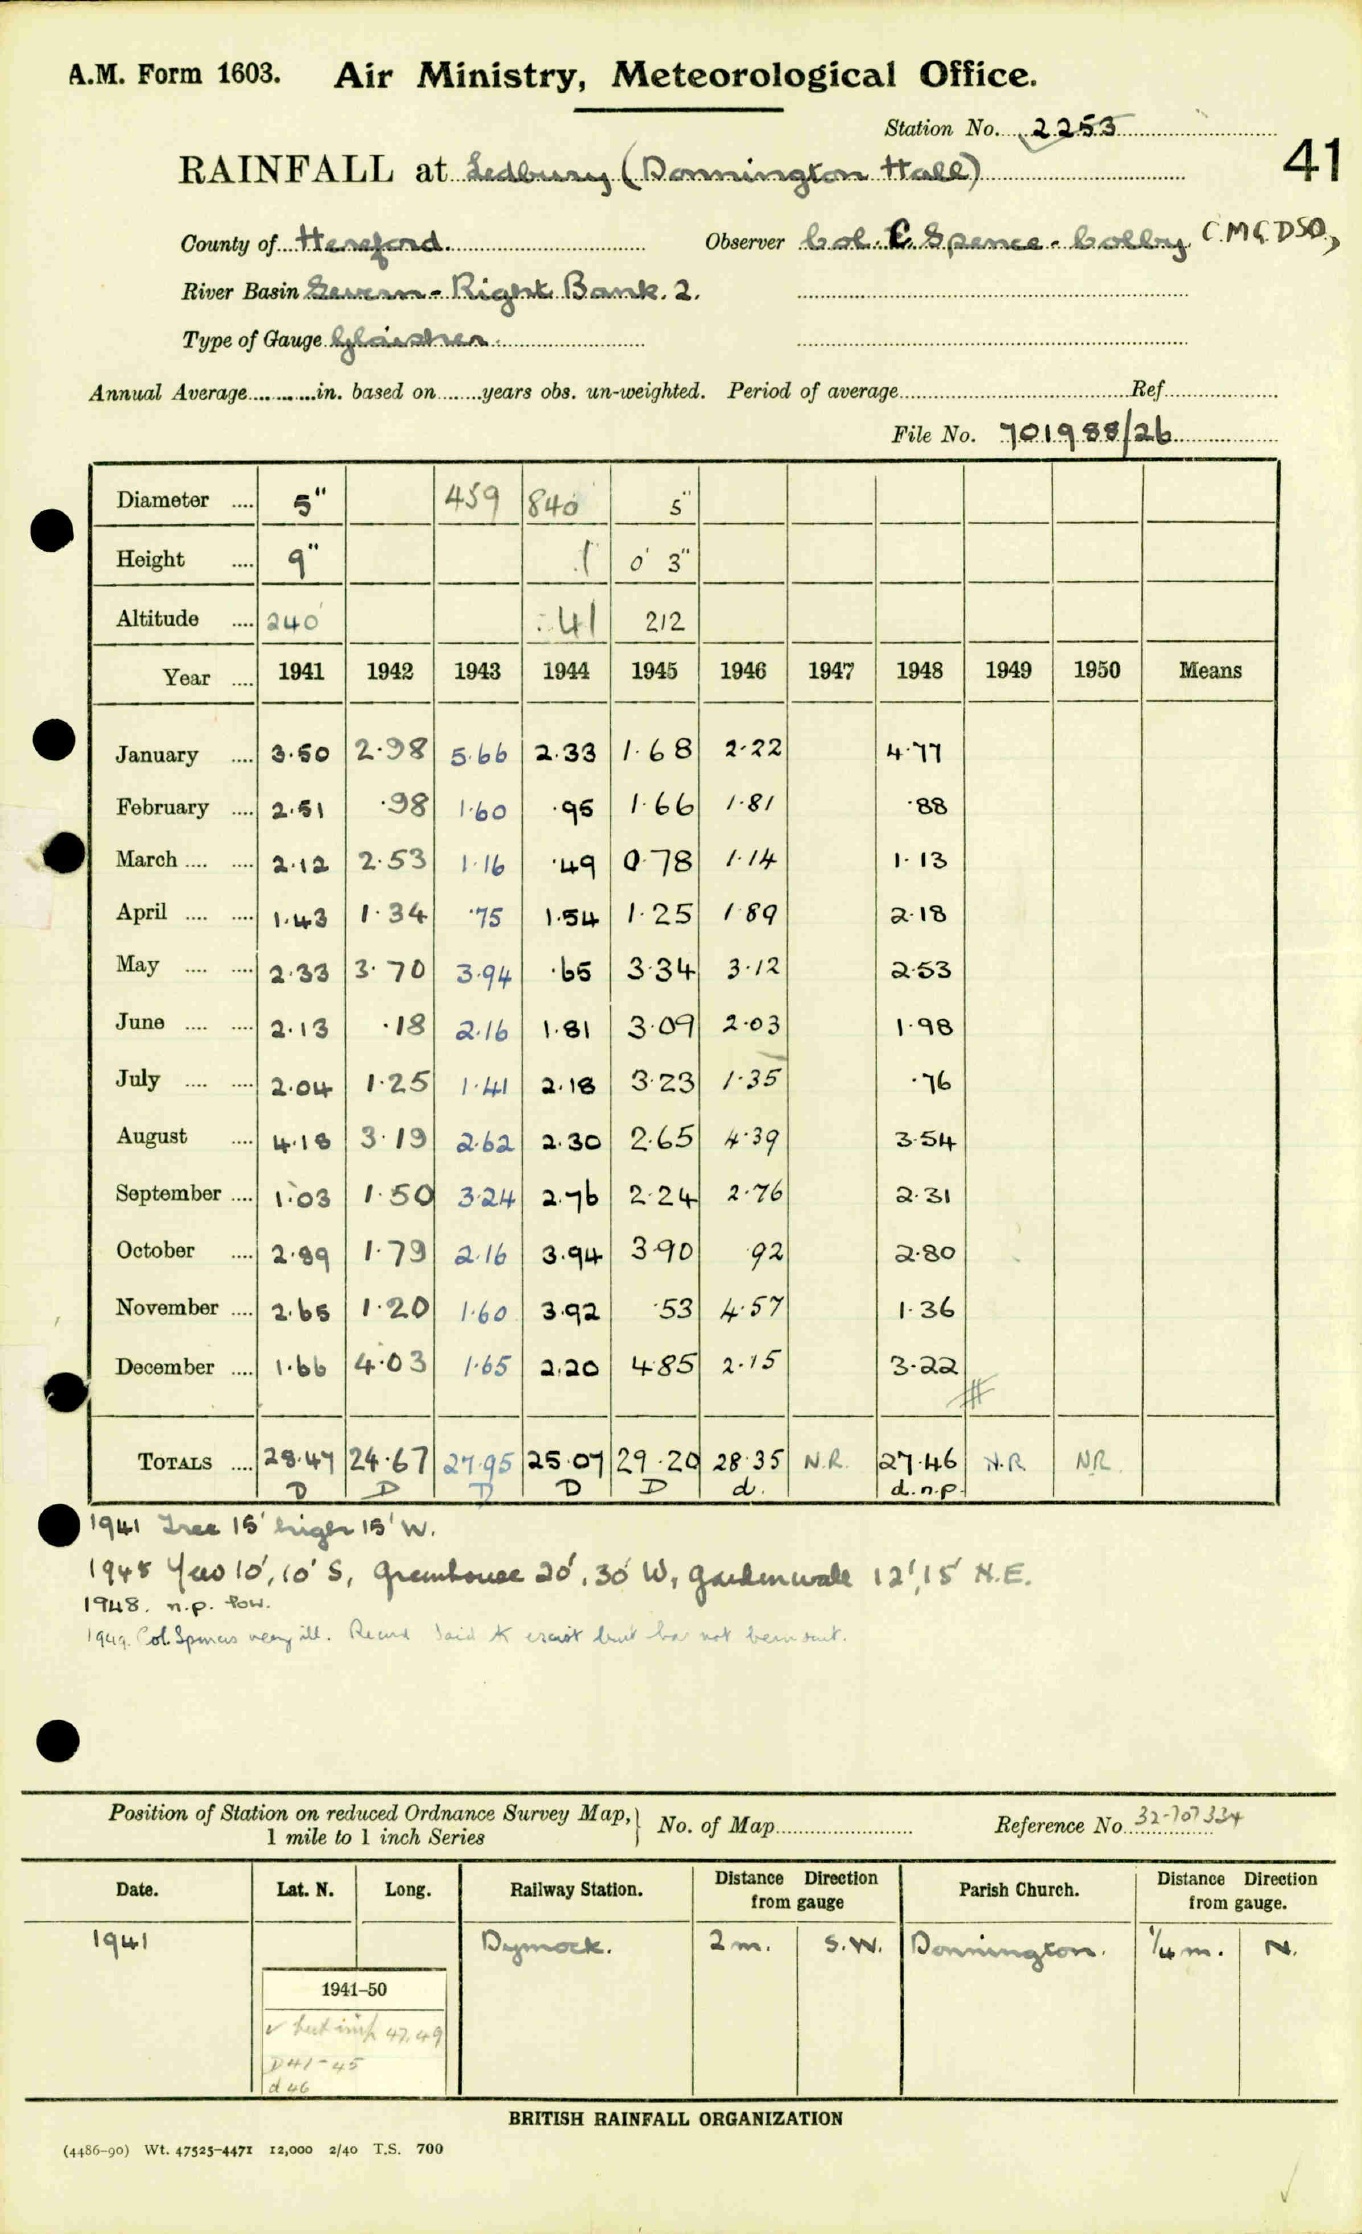 A.M. Form 1603. Air Ministry, Meteorological Office.
Station No. 2253
41
RAINFALL at Ledbury (Donnington Hall)
County of Hereford. Observer Col. C Spence-Colby C.M.G. D.S.O.,
River Basin Severn - Right Bank. 2.
Type of Gauge Glaisher.
Annual Average in. based on years obs. un-weighted. Period of average Ref
File No. 701988/26
Diameter 5" 459 840 5"
Height 9" 1 0' 3"
Altitude 240' 41 212
Year 1941 1942 1943 1944 1945 1946 1947 1948 1949 1950 Means
January 3.50 2.98 5.66 2.33 1.68 2.22 4.77
February 2.51 .98 1.60 .95 1.66 1.81 .88
March 2.12 2.53 1.16 .49 0.78 1.14 1.13
April 1.43 1.34 .75 1.54 1.25 1.89 2.18
May 2.33 3.70 3.94 .65 3.34 3.12 2.53
June 2.13 .18 2.16 1.81 3.09 2.03 1.98
July 2.04 1.25 1.41 2.18 3.23 1.35 .76
August 4.18 3.19 2.62 2.30 2.65 4.39 3.54
September 1.03 1.50 3.24 2.76 2.24 2.76 2.31
October 2.89 1.79 2.16 3.94 3.90 .92 2.80
November 2.65 1.20 1.60 3.92 .53 4.57 1.36
December 1.66 4.03 1.65 2.20 4.85 2.15 3.22
TOTALS 28.47 24.67 27.95 25.07 29.20 28.35 N.R. 27.46 N.R NR.
D D D D D d. d.n.p.
1941 Tree 15' high 15' W.
1945 Yew 10', 10' S, Greenhouse 20', 30' W, gardenwall 12', 15' N.E.
1948. n.p. low.
1949. Col. Spences very ill. Record said to exist but has not been sent.
Position of Station on reduced Ordnance Survey Map, 1 mile to 1 inch Series No. of Map Reference No 32-707334
Date. Lat. N. Long. Railway Station. Distance Direction from gauge Parish Church. Distance Direction from gauge.
1941 Dymock. 2 m. S.W. Donnington. 1/4 m. N.
1941-50
47, 49
D 41-45
d 46
BRITISH RAINFALL ORGANIZATION
(4486-90) Wt. 47525-4471 12,000 2/40 T.S. 700